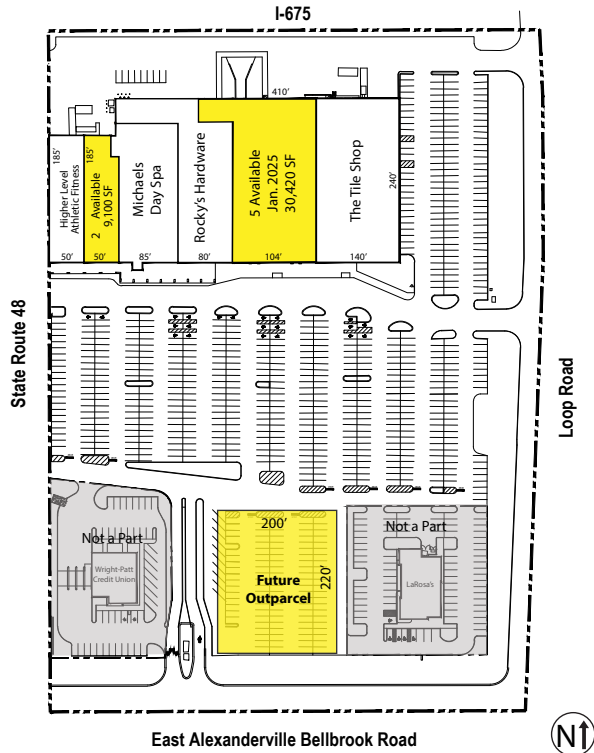 I-675
410’
185’
Higher Level
Athletic Fitness
50’
185’
2 Available
9,100 SF
50’
Michaels
Day Spa
85’
Rocky's Hardware
80’
5 Available
Jan. 2025
30,420 SF
104’
The Tile Shop
240’
140’
State Route 48
Loop Road
Not a Part
Wright-Patt
Credit Union
200’
220’
Future
Outparcel
Not a Part
LaRosa's
East Alexanderville Bellbrook Road
N